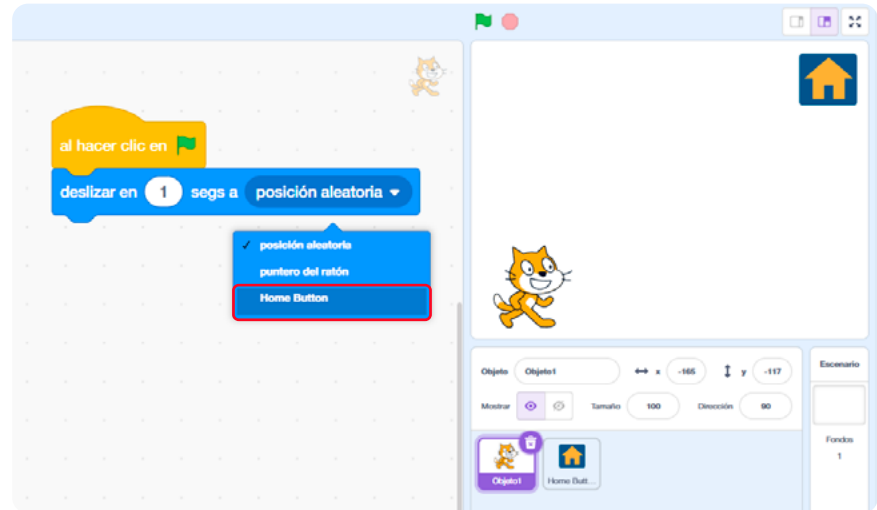 al hacer clic en
deslizar en 1 segs a posición aleatoria
posición aleatoria
puntero del ratón
Home Button
Objeto Objeto1 x -165 y -117
Mostrar Tamaño 100 Dirección 90
Objeto1
Home Butt...
Escenario
Fondos
1